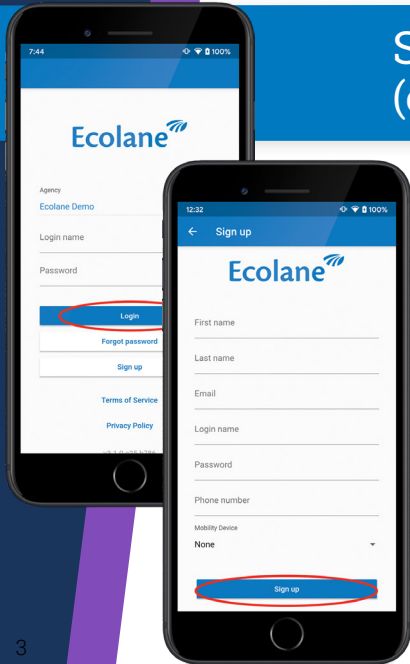 7:44
100%
Ecolane
Agency
Ecolane Demo
Login name
Password
Login
Forgot password
Sign up
Terms of Service
Privacy Policy
12:32
100%
Sign up
Ecolane
First name
Last name
Email
Login name
Password
Phone number
Mobility Device
None
Sign up
S
3